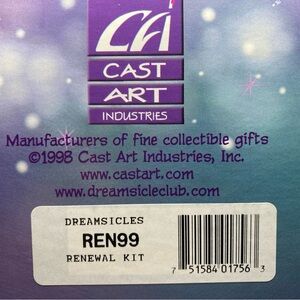 CA
CAST
ART
INDUSTRIES
Manufacturers of fine collectible gifts
©1998 Cast Art Industries, Inc.
www.castart.com
www.dreamsicleclub.com
DREAMSICLES
REN99
RENEWAL KIT
7 51584 01756 3